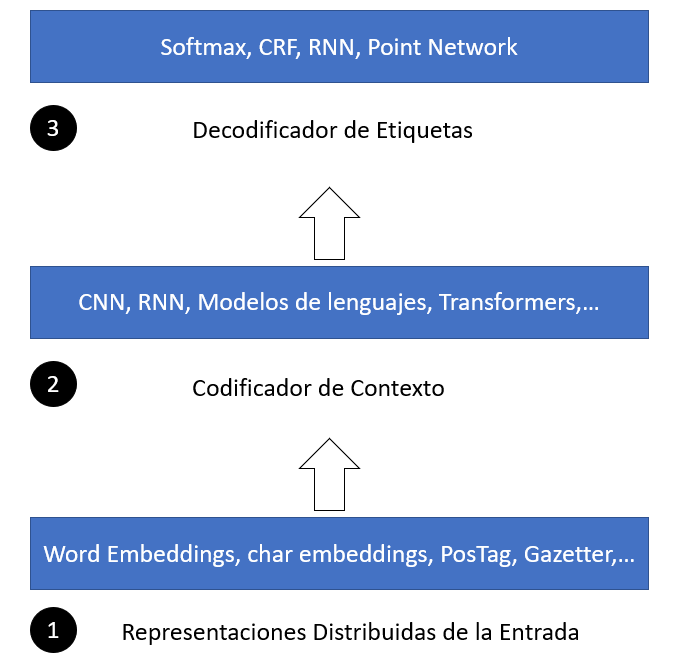 Softmax, CRF, RNN, Point Network
3
Decodificador de Etiquetas
CNN, RNN, Modelos de lenguajes, Transformers,...
2
Codificador de Contexto
Word Embeddings, char embeddings, PosTag, Gazetter,...
1
Representaciones Distribuidas de la Entrada